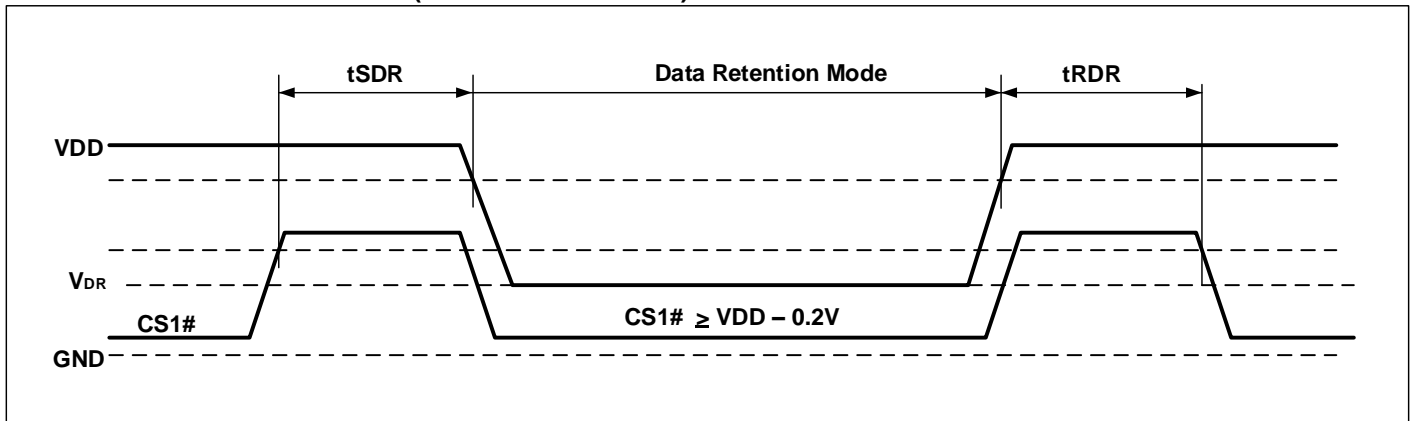 tSDR Data Retention Mode tRDR
VDD
VDR
CS1# CS1# ≥ VDD – 0.2V
GND